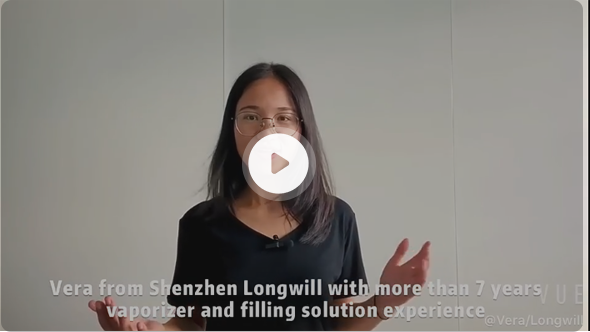 Vera from Shenzhen Longwill with more than 7 years
vaporizer and filling solution experience
VUE
@Vera/Longwill